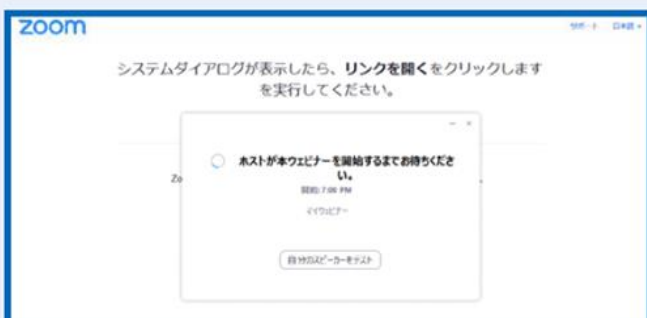 zoom
サポート 日本語
システムダイアログが表示したら、リンクを開くをクリックします
を実行してください。
Zo
ホストが本ウェビナーを開始するまでお待ちくださ
い。
開始: 7:00 PM
マイウェビナー
自分のスピーカーをテスト